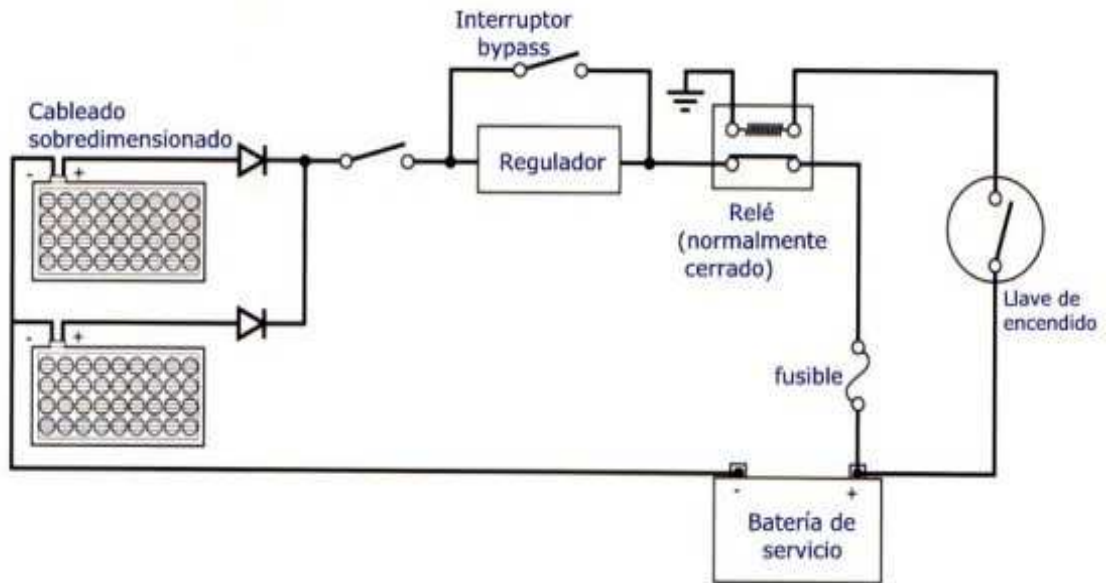 Interruptor
bypass
Cableado
sobredimensionado
- +
Regulador
Relé
(normalmente
cerrado)
Llave de
encendido
- +
fusible
- +
Batería de
servicio